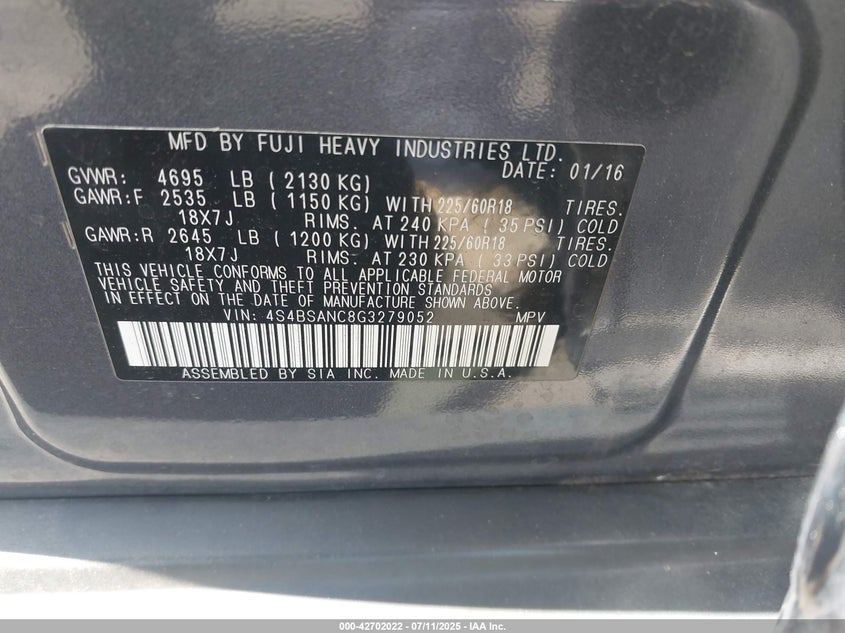 MFD BY FUJI HEAVY INDUSTRIES LTD.
DATE: 01/16
GVWR: 4695 LB ( 2130 KG)
GAWR:F 2535 LB ( 1150 KG) WITH 225/60R18 TIRES.
18X7J RIMS. AT 240 KPA ( 35 PSI) COLD
GAWR:R 2645 LB ( 1200 KG) WITH 225/60R18 TIRES.
18X7J RIMS. AT 230 KPA ( 33 PSI) COLD
THIS VEHICLE CONFORMS TO ALL APPLICABLE FEDERAL MOTOR
VEHICLE SAFETY AND THEFT PREVENTION STANDARDS
IN EFFECT ON THE DATE OF MANUFACTURE SHOWN ABOVE.
VIN: 4S4BSANC8G3279052 MPV
ASSEMBLED BY SIA INC. MADE IN U.S.A.
000-42702022 - 07/11/2025 - © IAA Inc.